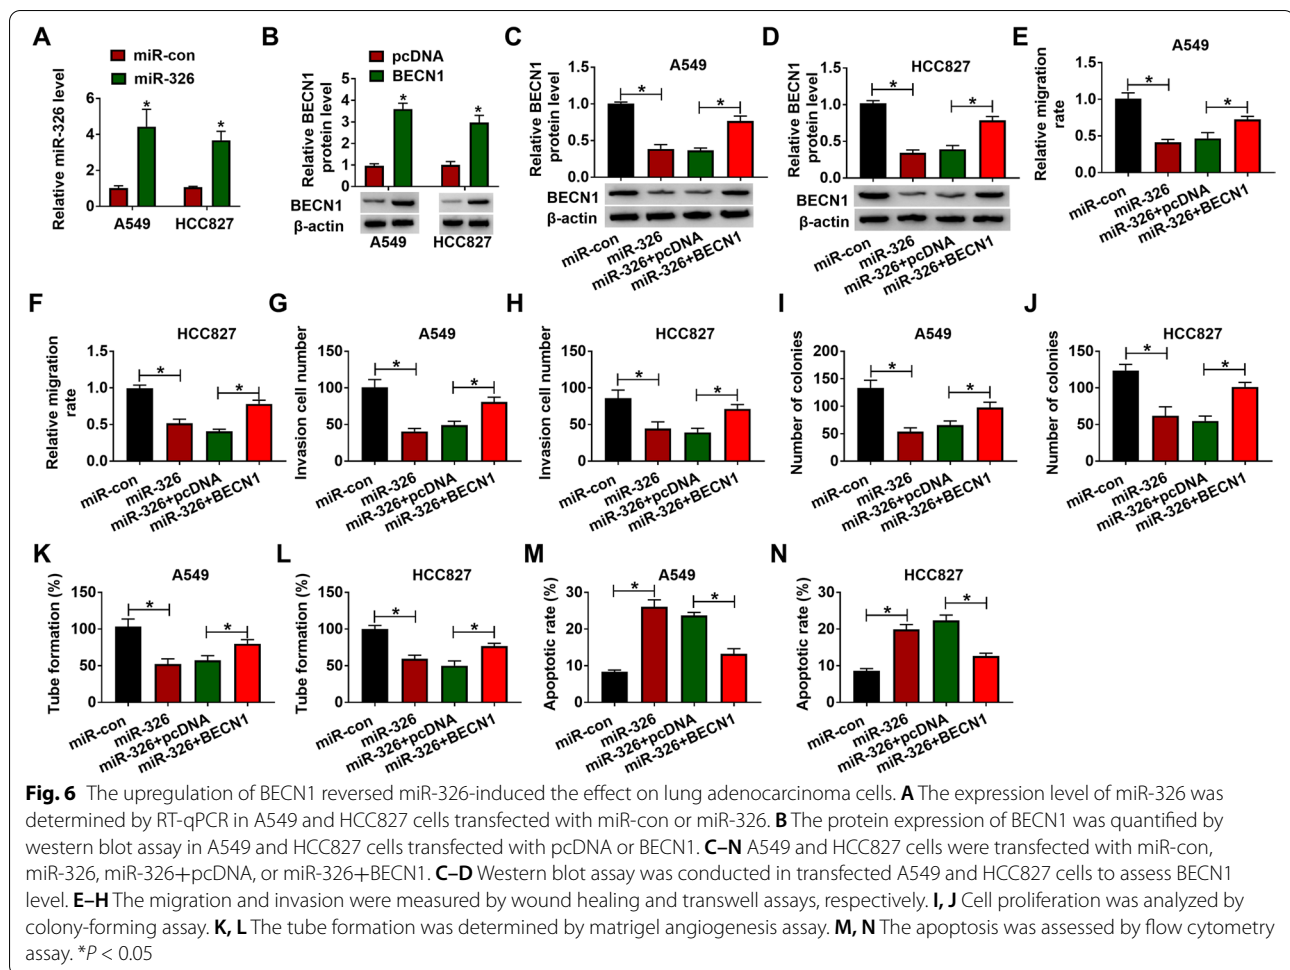 A
miR-con
miR-326
Relative miR-326 level
6
4
2
0
*
*
A549
HCC827
B
pcDNA
BECN1
Relative BECN1
protein level
5
4
3
2
1
0
*
*
BECN1
β-actin
A549
HCC827
C
A549
Relative BECN1
protein level
1.5
1.0
0.5
0.0
*
*
BECN1
β-actin
miR-con
miR-326
miR-326+pcDNA
miR-326+BECN1
D
HCC827
Relative BECN1
protein level
1.5
1.0
0.5
0.0
*
*
BECN1
β-actin
miR-con
miR-326
miR-326+pcDNA
miR-326+BECN1
E
A549
Relative migration
rate
1.5
1.0
0.5
0.0
*
*
miR-con
miR-326
miR-326+pcDNA
miR-326+BECN1
F
HCC827
Relative migration
rate
1.5
1.0
0.5
0.0
*
*
miR-con
miR-326
miR-326+pcDNA
miR-326+BECN1
G
A549
Invasion cell number
150
100
50
0
*
*
miR-con
miR-326
miR-326+pcDNA
miR-326+BECN1
H
HCC827
Invasion cell number
150
100
50
0
*
*
miR-con
miR-326
miR-326+pcDNA
miR-326+BECN1
I
A549
Number of colonies
200
150
100
50
0
*
*
miR-con
miR-326
miR-326+pcDNA
miR-326+BECN1
J
HCC827
Number of colonies
150
100
50
0
*
*
miR-con
miR-326
miR-326+pcDNA
miR-326+BECN1
K
A549
Tube formation (%)
150
100
50
0
*
*
miR-con
miR-326
miR-326+pcDNA
miR-326+BECN1
L
HCC827
Tube formation (%)
150
100
50
0
*
*
miR-con
miR-326
miR-326+pcDNA
miR-326+BECN1
M
A549
Apoptotic rate (%)
30
20
10
0
*
*
miR-con
miR-326
miR-326+pcDNA
miR-326+BECN1
N
HCC827
Apoptotic rate (%)
30
20
10
0
*
*
miR-con
miR-326
miR-326+pcDNA
miR-326+BECN1
Fig. 6 The upregulation of BECN1 reversed miR-326-induced the effect on lung adenocarcinoma cells. A The expression level of miR-326 was
determined by RT-qPCR in A549 and HCC827 cells transfected with miR-con or miR-326. B The protein expression of BECN1 was quantified by
western blot assay in A549 and HCC827 cells transfected with pcDNA or BECN1. C–N A549 and HCC827 cells were transfected with miR-con,
miR-326, miR-326+pcDNA, or miR-326+BECN1. C–D Western blot assay was conducted in transfected A549 and HCC827 cells to assess BECN1
level. E–H The migration and invasion were measured by wound healing and transwell assays, respectively. I, J Cell proliferation was analyzed by
colony-forming assay. K, L The tube formation was determined by matrigel angiogenesis assay. M, N The apoptosis was assessed by flow cytometry
assay. *P < 0.05